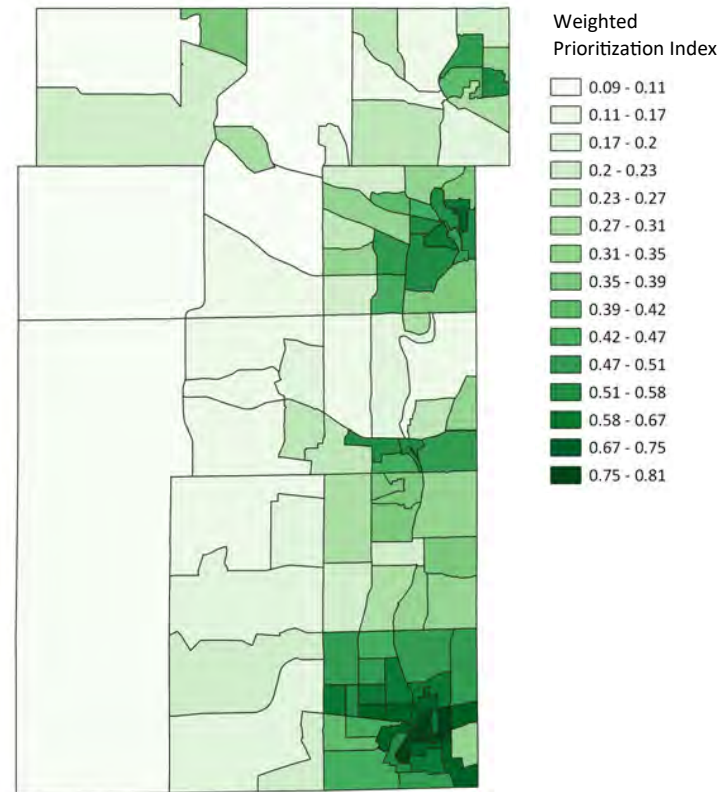 Weighted
Prioritization Index
0.09 - 0.11
0.11 - 0.17
0.17 - 0.2
0.2 - 0.23
0.23 - 0.27
0.27 - 0.31
0.31 - 0.35
0.35 - 0.39
0.39 - 0.42
0.42 - 0.47
0.47 - 0.51
0.51 - 0.58
0.58 - 0.67
0.67 - 0.75
0.75 - 0.81